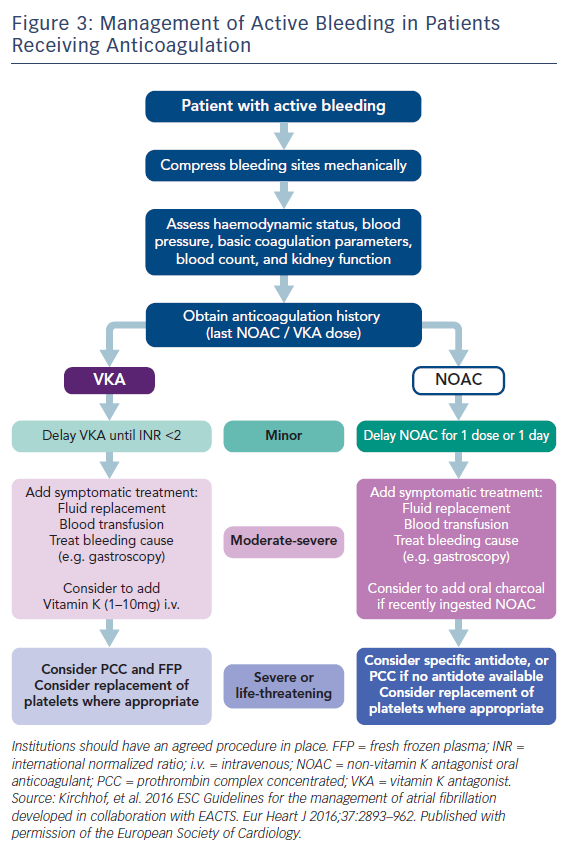 Figure 3: Management of Active Bleeding in Patients
Receiving Anticoagulation
Patient with active bleeding
Compress bleeding sites mechanically
Assess haemodynamic status, blood
pressure, basic coagulation parameters,
blood count, and kidney function
Obtain anticoagulation history
(last NOAC / VKA dose)
VKA
NOAC
Delay VKA until INR <2
Minor
Delay NOAC for 1 dose or 1 day
Add symptomatic treatment:
Fluid replacement
Blood transfusion
Treat bleeding cause
(e.g. gastroscopy)
Consider to add
Vitamin K (1–10mg) i.v.
Moderate-severe
Add symptomatic treatment:
Fluid replacement
Blood transfusion
Treat bleeding cause
(e.g. gastroscopy)
Consider to add oral charcoal
if recently ingested NOAC
Consider PCC and FFP
Consider replacement of
platelets where appropriate
Severe or
life-threatening
Consider specific antidote, or
PCC if no antidote available
Consider replacement of
platelets where appropriate
Institutions should have an agreed procedure in place. FFP = fresh frozen plasma; INR =
international normalized ratio; i.v. = intravenous; NOAC = non-vitamin K antagonist oral
anticoagulant; PCC = prothrombin complex concentrated; VKA = vitamin K antagonist.
Source: Kirchhof, et al. 2016 ESC Guidelines for the management of atrial fibrillation
developed in collaboration with EACTS. Eur Heart J 2016;37:2893–962. Published with
permission of the European Society of Cardiology.